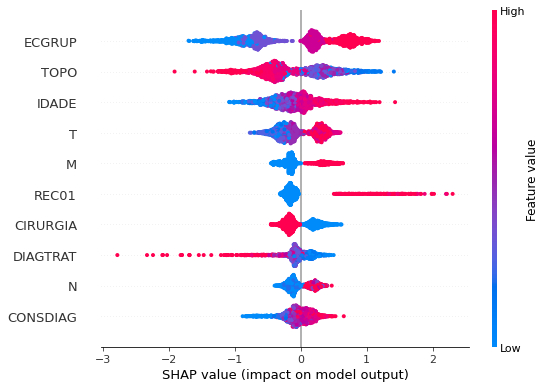 High
ECGRUP
TOPO
IDADE
T
M
REC01
CIRURGIA
DIAGTRAT
N
CONSDIAG
Feature value
Low
−3 −2 −1 0 1 2
SHAP value (impact on model output)